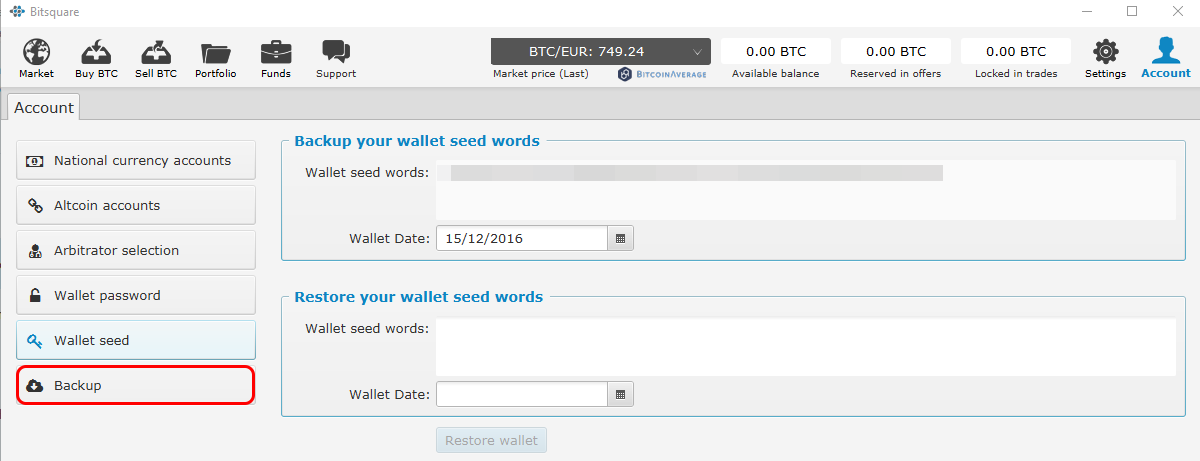 Bitsquare
Market Buy BTC Sell BTC Portfolio Funds Support
BTC/EUR: 749.24
Market price (Last) BITCOINAVERAGE
0.00 BTC
Available balance
0.00 BTC
Reserved in offers
0.00 BTC
Locked in trades
Settings
Account
Account
National currency accounts
Altcoin accounts
Arbitrator selection
Wallet password
Wallet seed
Backup
Backup your wallet seed words
Wallet seed words:
Wallet Date: 15/12/2016
Restore your wallet seed words
Wallet seed words:
Wallet Date:
Restore wallet